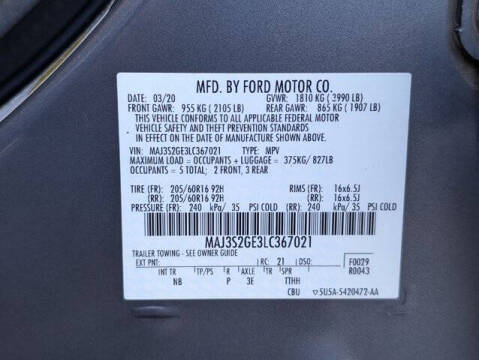 MFD. BY FORD MOTOR CO.
DATE: 03/20 GVWR: 1810 KG ( 3990 LB)
FRONT GAWR: 955 KG ( 2105 LB) REAR GAWR: 865 KG ( 1907 LB)
THIS VEHICLE CONFORMS TO ALL APPLICABLE FEDERAL MOTOR
VEHICLE SAFETY AND THEFT PREVENTION STANDARDS
IN EFFECT ON THE DATE OF MANUFACTURE SHOWN ABOVE.
VIN: MAJ3S2GE3LC367021 TYPE: MPV
MAXIMUM LOAD = OCCUPANTS + LUGGAGE = 375KG/ 827LB
OCCUPANTS = 5 TOTAL; 2 FRONT, 3 REAR
TIRE (FR): 205/60R16 92H RIMS (FR): 16x6.5J
(RR): 205/60R16 92H (RR): 16x6.5J
PRESSURE (FR): 240 kPa/ 35 PSI COLD (RR) 240 kPa/ 35 PSI COLD
MAJ3S2GE3LC367021
TRAILER TOWING - SEE OWNER GUIDE
EXT PNT: RC: 21 DSO: F0029
R0043
INT TR TP/PS R AXLE TR SPR
NB P 3E TTHH
CBU ▽5U5A-5420472-AA